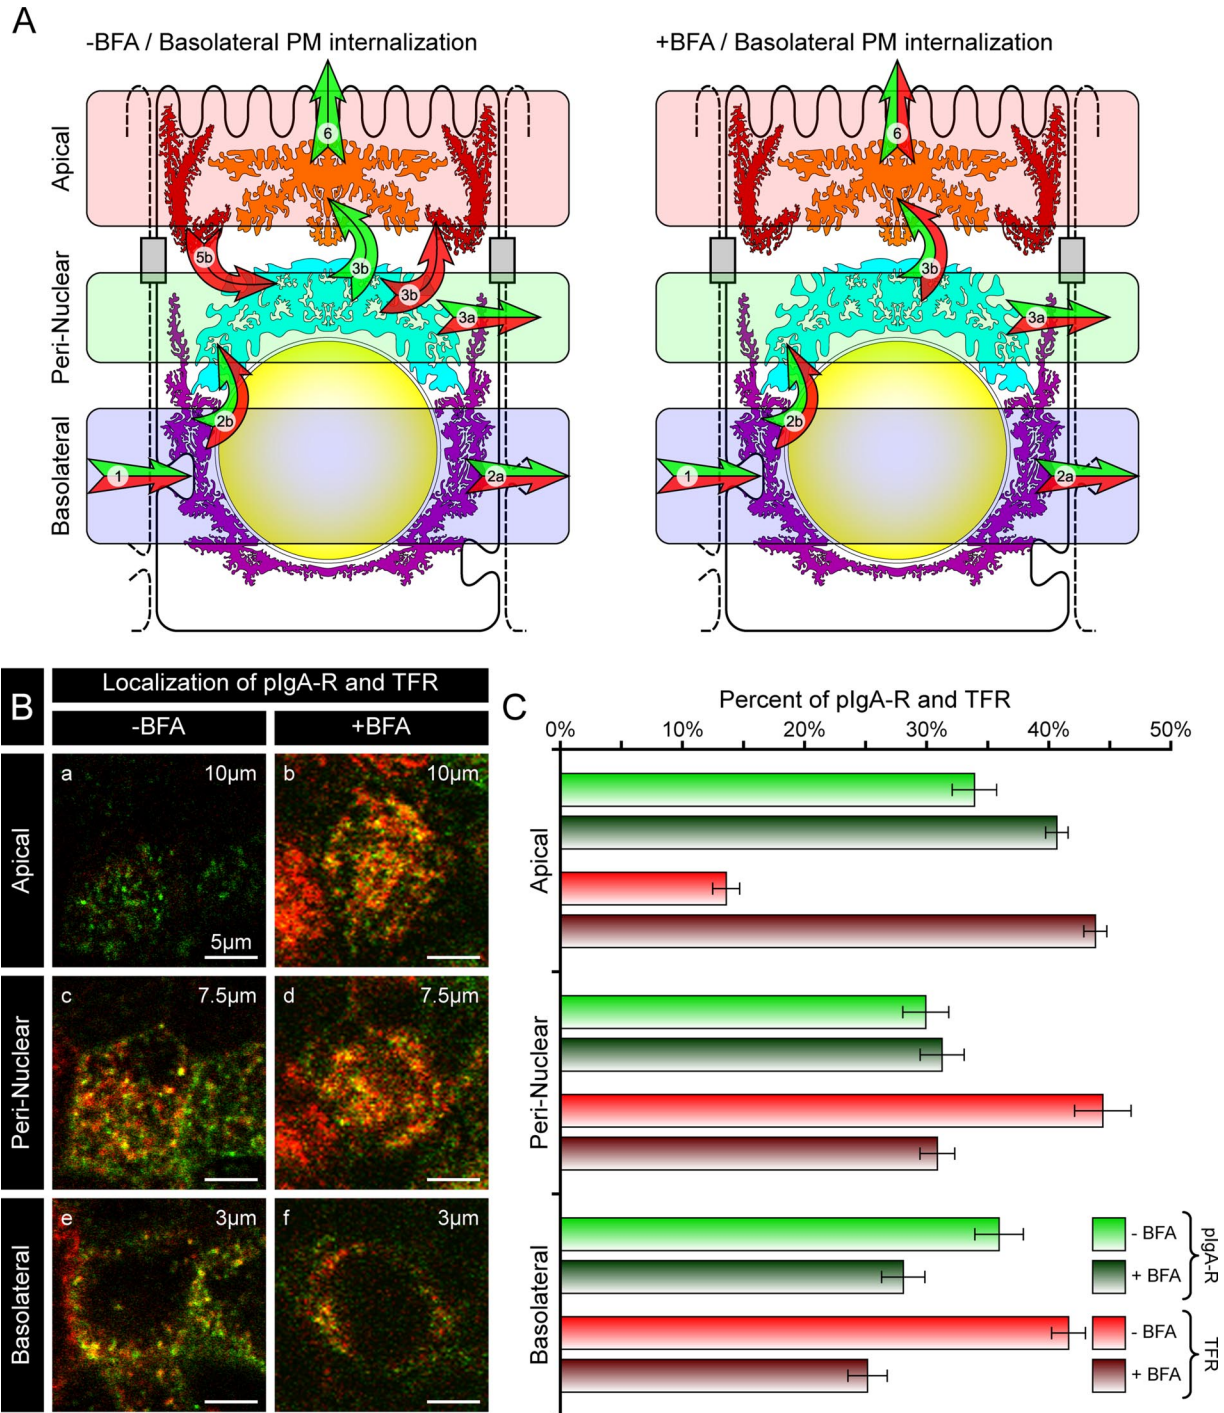 A
-BFA / Basolateral PM internalization
+BFA / Basolateral PM internalization
Apical
Peri-Nuclear
Basolateral
6
5b
3b
3b
3a
2b
1
2a
6
3b
3a
2b
1
2a
B
Localization of pIgA-R and TFR
-BFA
+BFA
Apical
a
10µm
5µm
b
10µm
Peri-Nuclear
c
7.5µm
d
7.5µm
Basolateral
e
3µm
f
3µm
C
Percent of pIgA-R and TFR
0%
10%
20%
30%
40%
50%
Apical
Peri-Nuclear
Basolateral
- BFA
+ BFA
pIgA-R
- BFA
+ BFA
TFR